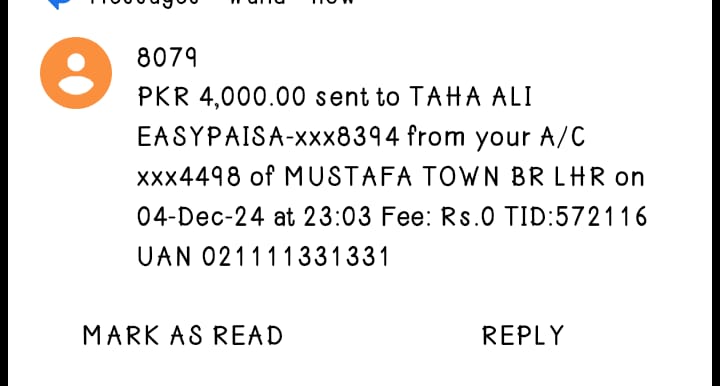 8079
PKR 4,000.00 sent to TAHA ALI
EASYPAISA-xxx8394 from your A/C
xxx4498 of MUSTAFA TOWN BR LHR on
04-Dec-24 at 23:03 Fee: Rs.0 TID:572116
UAN 021111331331
MARK AS READ REPLY